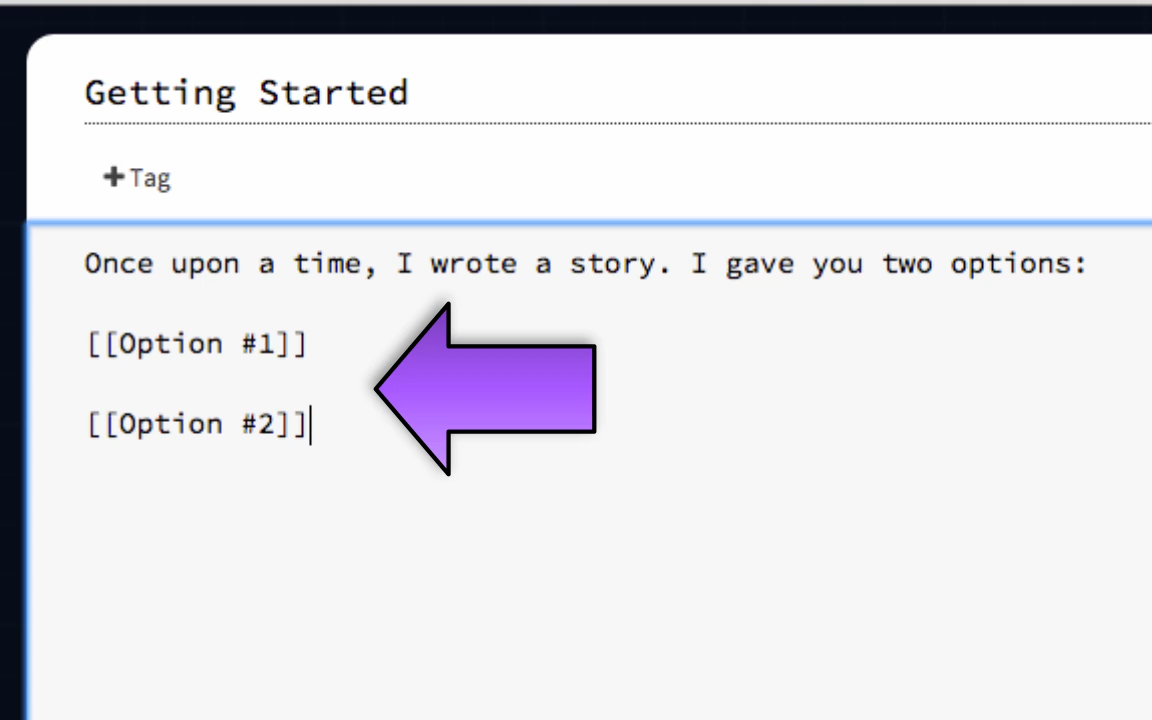 Getting Started
+Tag
Once upon a time, I wrote a story. I gave you two options:
[[Option #1]]
[[Option #2]]